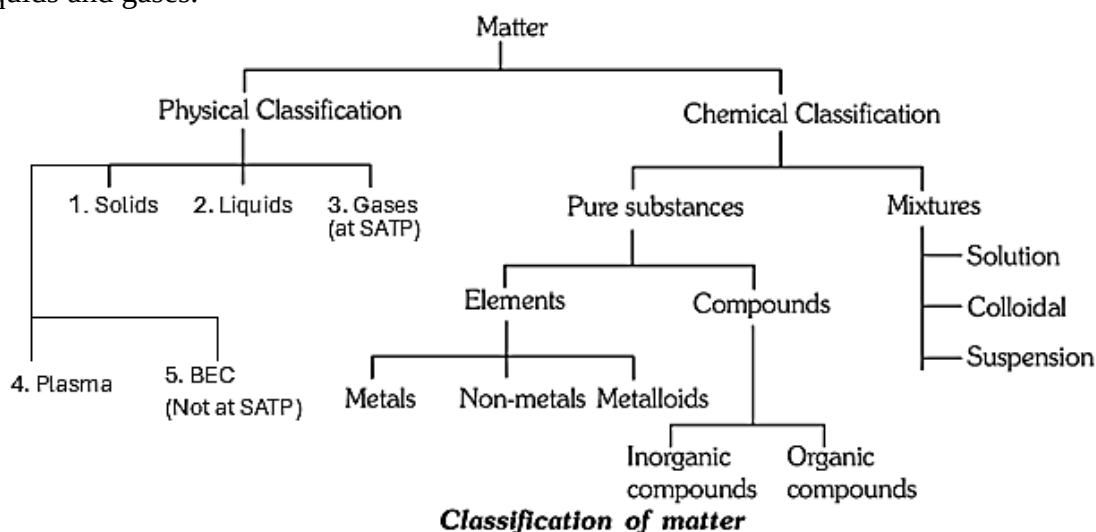 quids and gases.
Matter
Physical Classification
Chemical Classification
1. Solids 2. Liquids 3. Gases
(at SATP)
Pure substances
Mixtures
Solution
Colloidal
Suspension
Elements
Compounds
4. Plasma
5. BEC
(Not at SATP)
Metals Non-metals Metalloids
Inorganic
compounds
Organic
compounds
Classification of matter